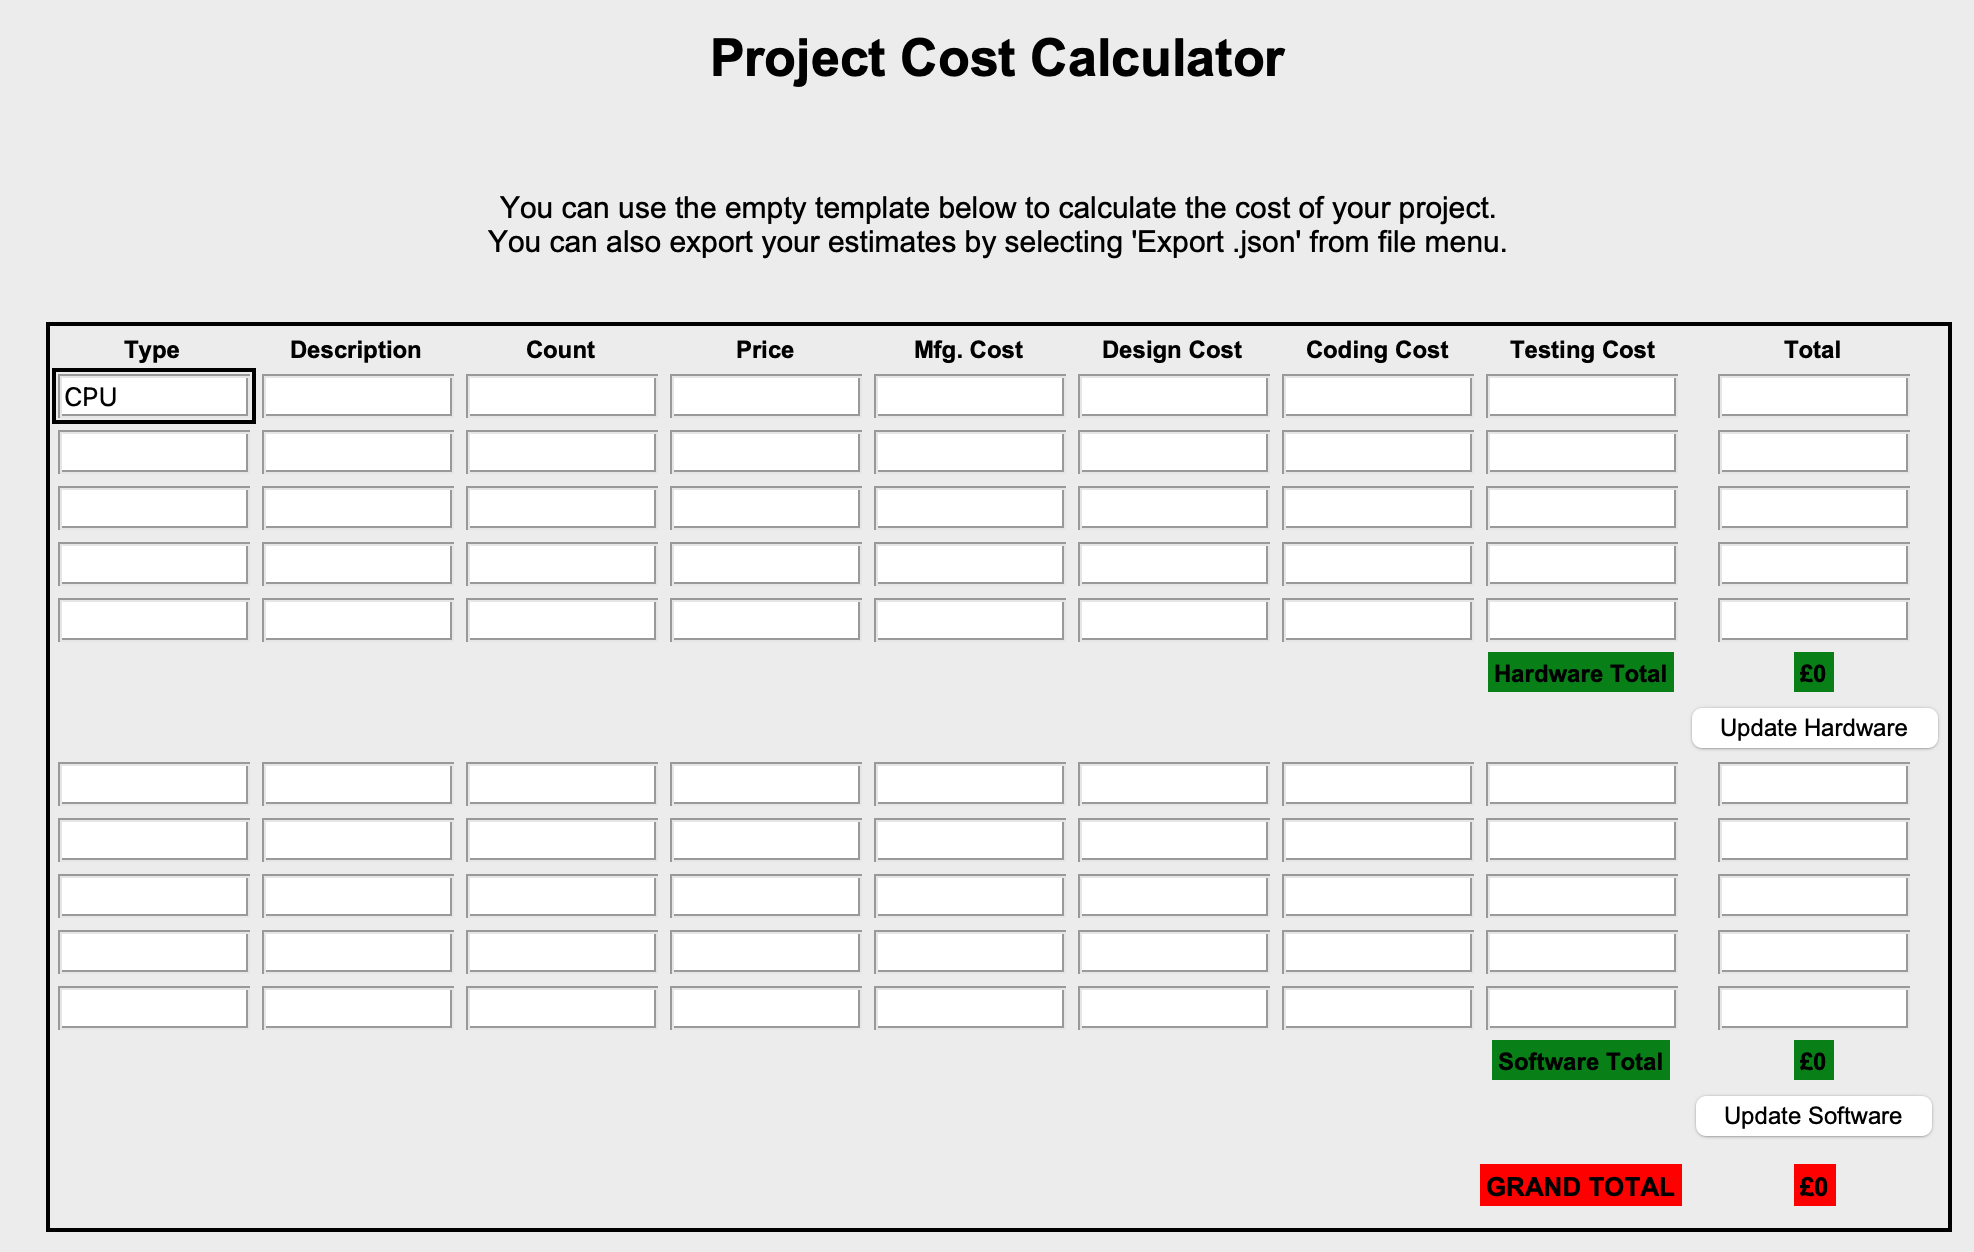 Project Cost Calculator
You can use the empty template below to calculate the cost of your project.
You can also export your estimates by selecting 'Export .json' from file menu.
Type Description Count Price Mfg. Cost Design Cost Coding Cost Testing Cost Total
CPU
Hardware Total £0
Update Hardware
Software Total £0
Update Software
GRAND TOTAL £0